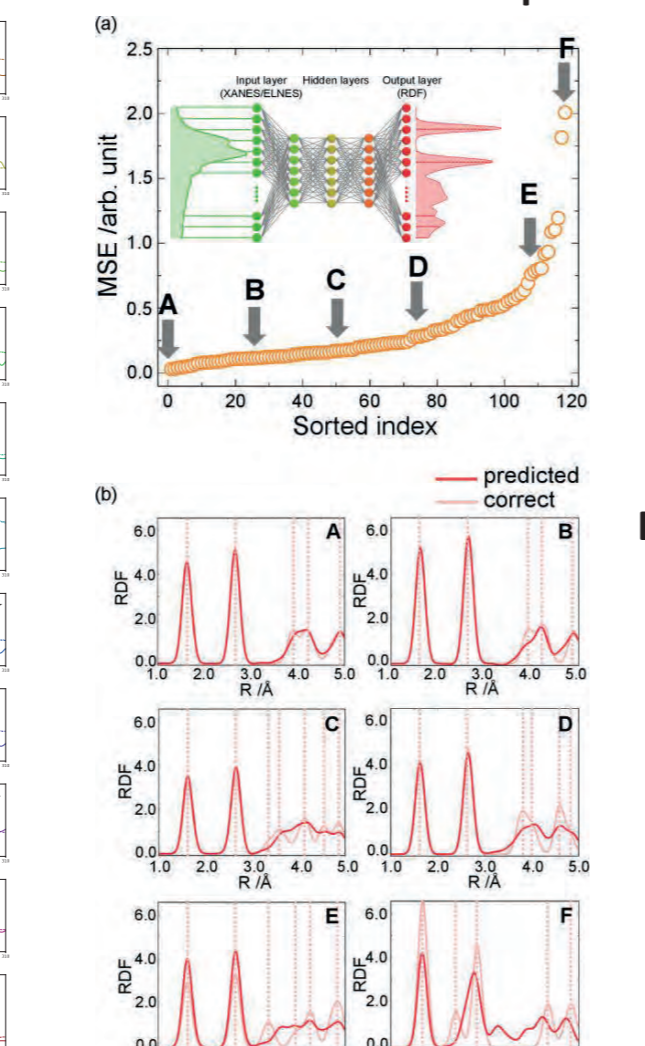 (a)
2.5
2.0
1.5
1.0
0.5
0.0
MSE /arb. unit
Input layer
(XANES/ELNES)
Hidden layers
Output layer
(RDF)
A
B
C
D
E
F
0 20 40 60 80 100 120
Sorted index
(b)
predicted
correct
A
6.0
4.0
2.0
0.0
RDF
1.0 2.0 3.0 4.0 5.0
R /Å
B
6.0
4.0
2.0
0.0
RDF
1.0 2.0 3.0 4.0 5.0
R /Å
C
6.0
4.0
2.0
0.0
RDF
1.0 2.0 3.0 4.0 5.0
R /Å
D
6.0
4.0
2.0
0.0
RDF
1.0 2.0 3.0 4.0 5.0
R /Å
E
6.0
4.0
2.0
0.0
RDF
F
6.0
4.0
2.0
0.0
RDF